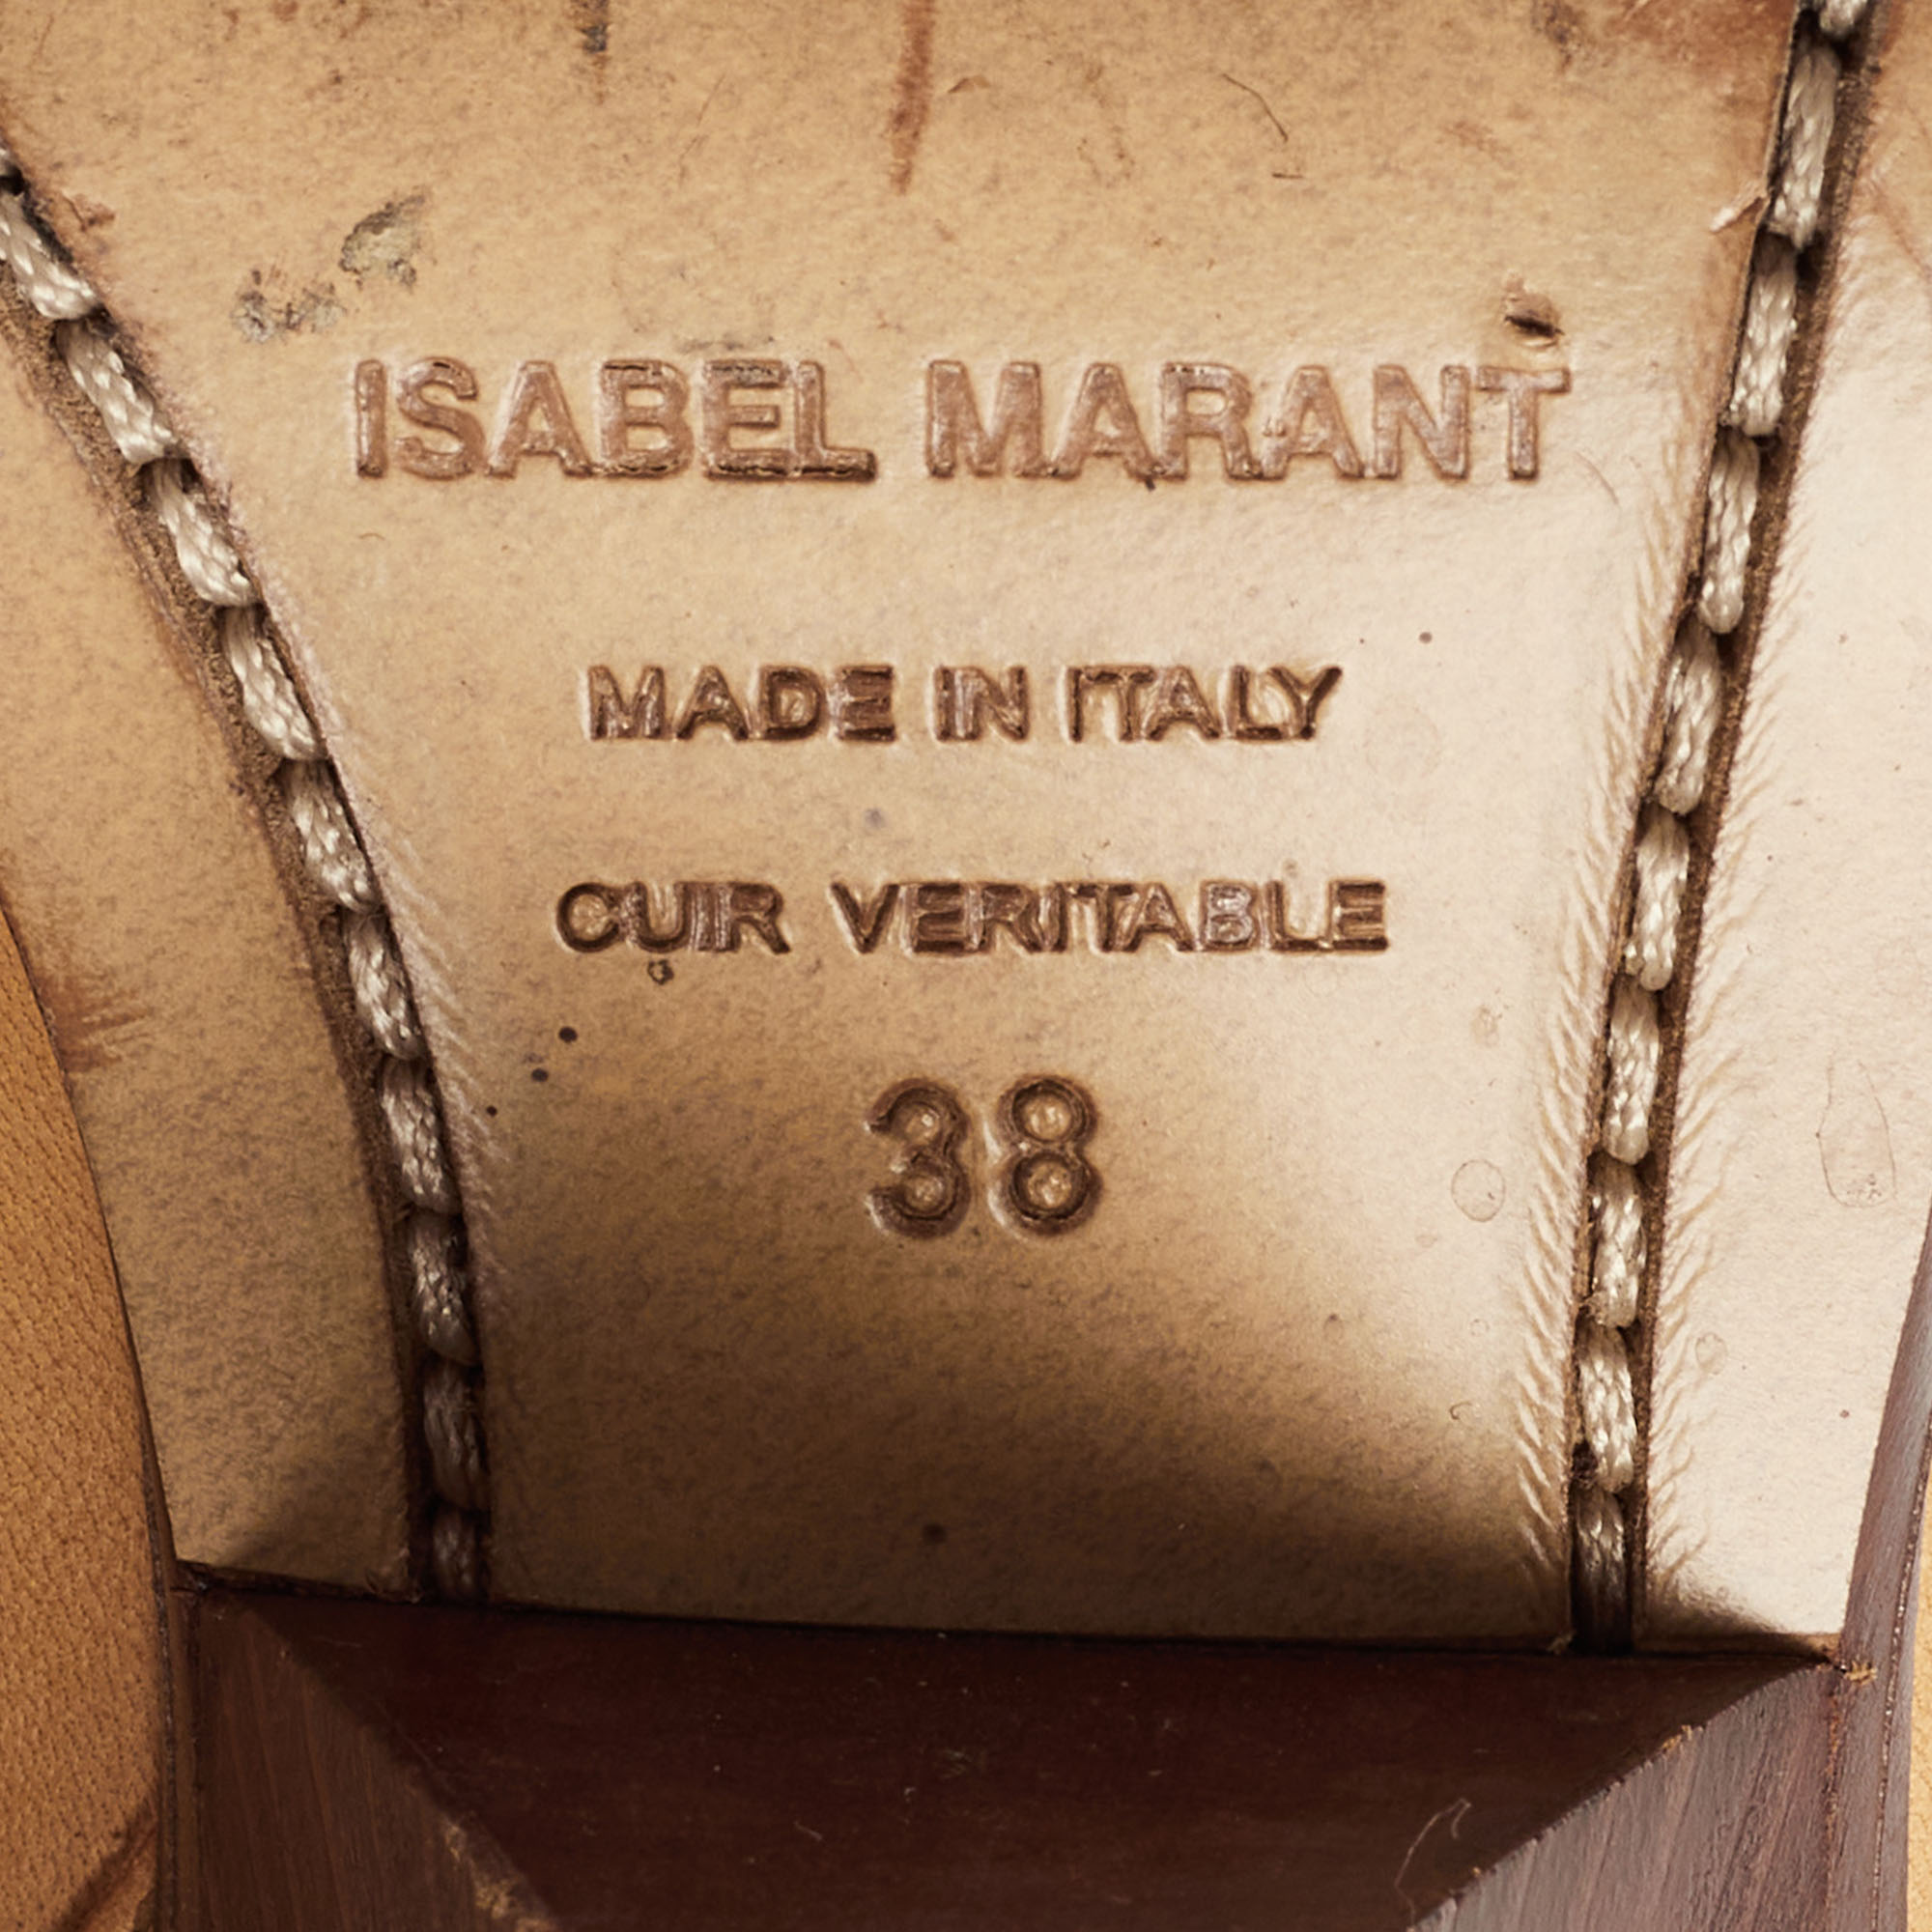 ISABEL MARANT
MADE IN ITALY
CUIR VERITABLE
38